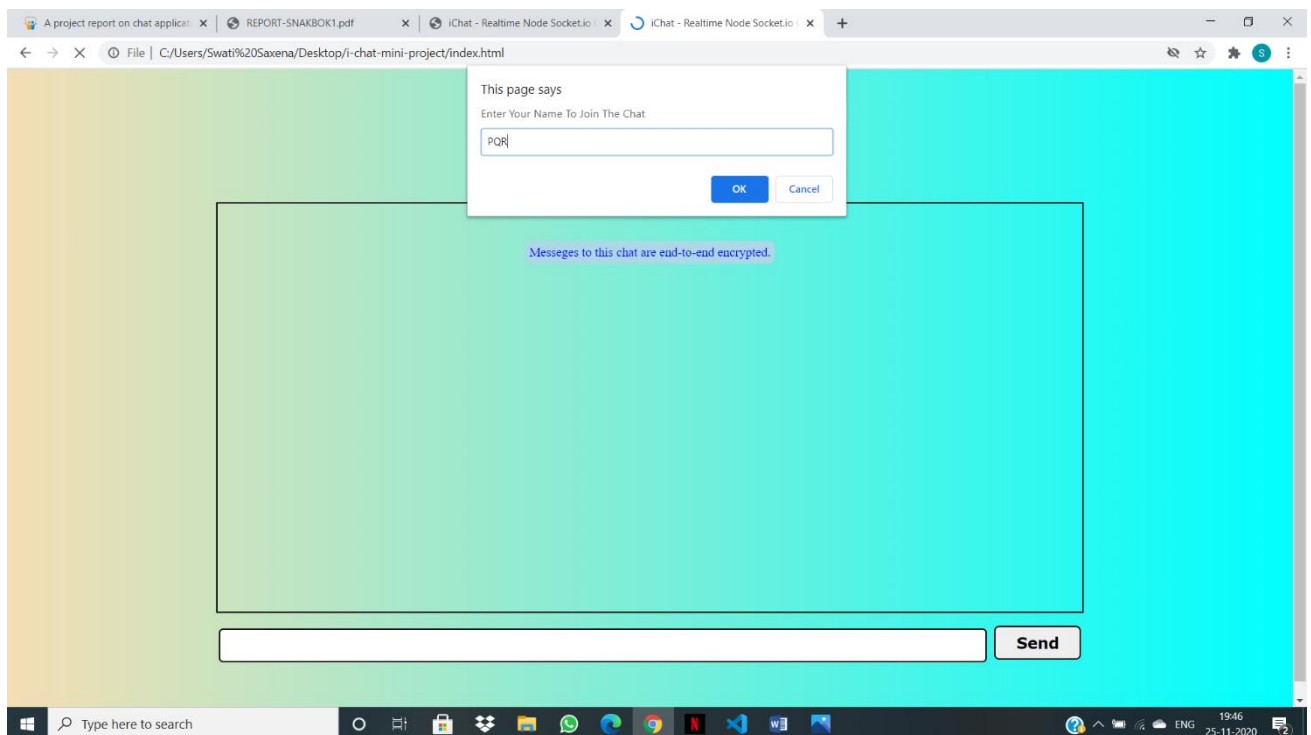 A project report on chat applicati
REPORT-SNAKBOK1.pdf
iChat - Realtime Node Socket.io
iChat - Realtime Node Socket.io
File | C:/Users/Swati%20Saxena/Desktop/i-chat-mini-project/index.html
S
This page says
Enter Your Name To Join The Chat
PQR
OK Cancel
Messeges to this chat are end-to-end encrypted.
Send
Type here to search
ENG
19:46
25-11-2020